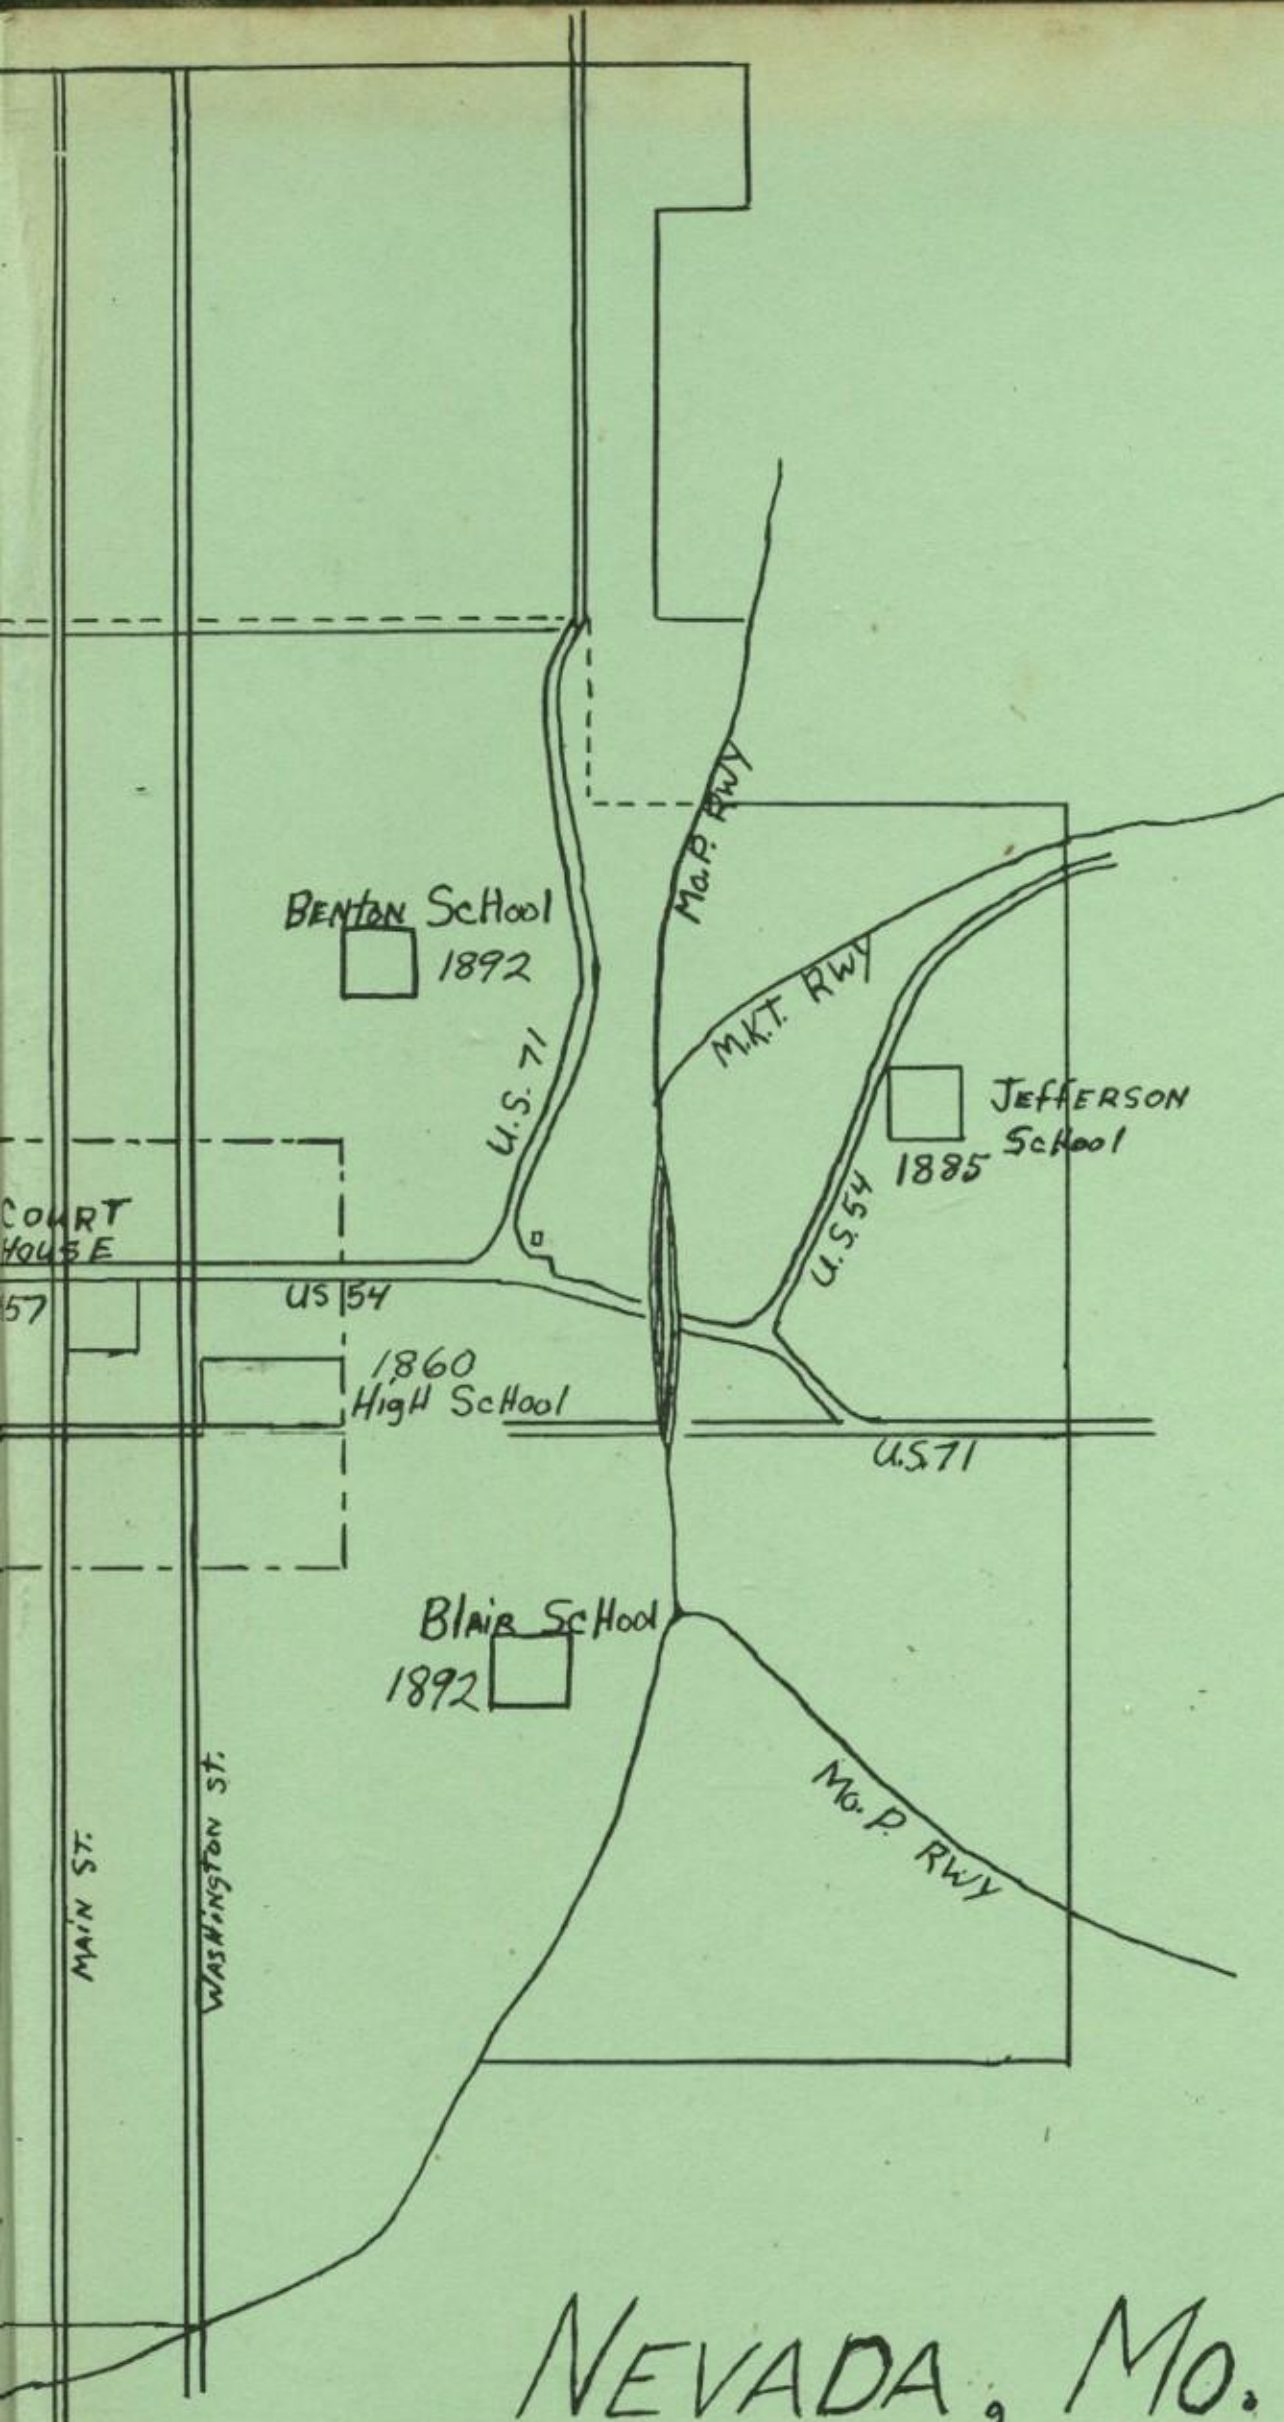 Mo.P. RWY
BENTON ScHool
1892
M.K.T. RWY
U.S. 71
JEffERSON
ScHool
1885
U.S.54
COURT
HOUSE
57
US 54
1860
HigH ScHool
U.S.71
BlAiR ScHool
1892
Mo. P. RWY
MAiN ST.
WASHiNgtoN St.
NEVADA, MO.